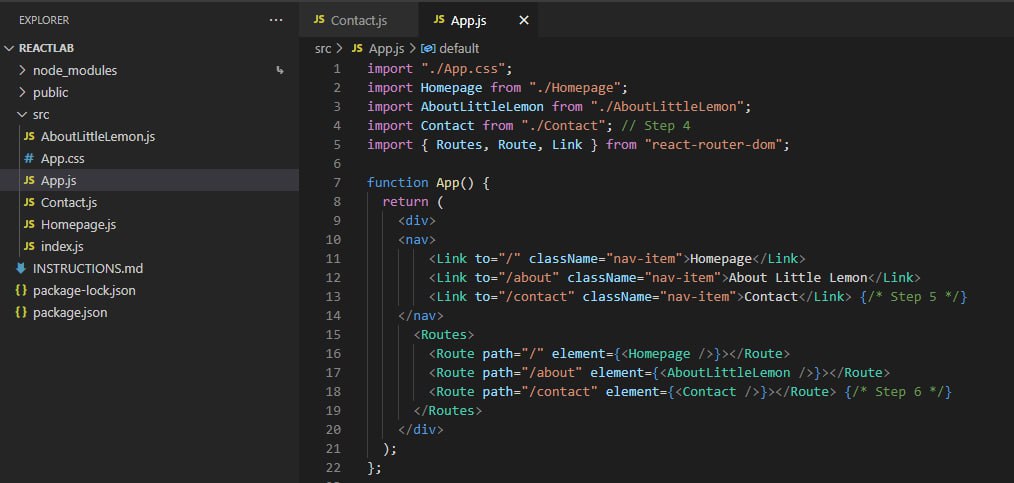 EXPLORER ...
REACTLAB
node_modules
public
src
JS AboutLittleLemon.js
# App.css
JS App.js
JS Contact.js
JS Homepage.js
JS index.js
INSTRUCTIONS.md
{} package-lock.json
{} package.json
JS Contact.js JS App.js ×
src > JS App.js > default
1 import "./App.css";
2 import Homepage from "./Homepage";
3 import AboutLittleLemon from "./AboutLittleLemon";
4 import Contact from "./Contact"; // Step 4
5 import { Routes, Route, Link } from "react-router-dom";
6
7 function App() {
8 return (
9 <div>
10 <nav>
11 <Link to="/" className="nav-item">Homepage</Link>
12 <Link to="/about" className="nav-item">About Little Lemon</Link>
13 <Link to="/contact" className="nav-item">Contact</Link> {/* Step 5 */}
14 </nav>
15 <Routes>
16 <Route path="/" element={<Homepage />}></Route>
17 <Route path="/about" element={<AboutLittleLemon />}></Route>
18 <Route path="/contact" element={<Contact />}></Route> {/* Step 6 */}
19 </Routes>
20 </div>
21 );
22 };